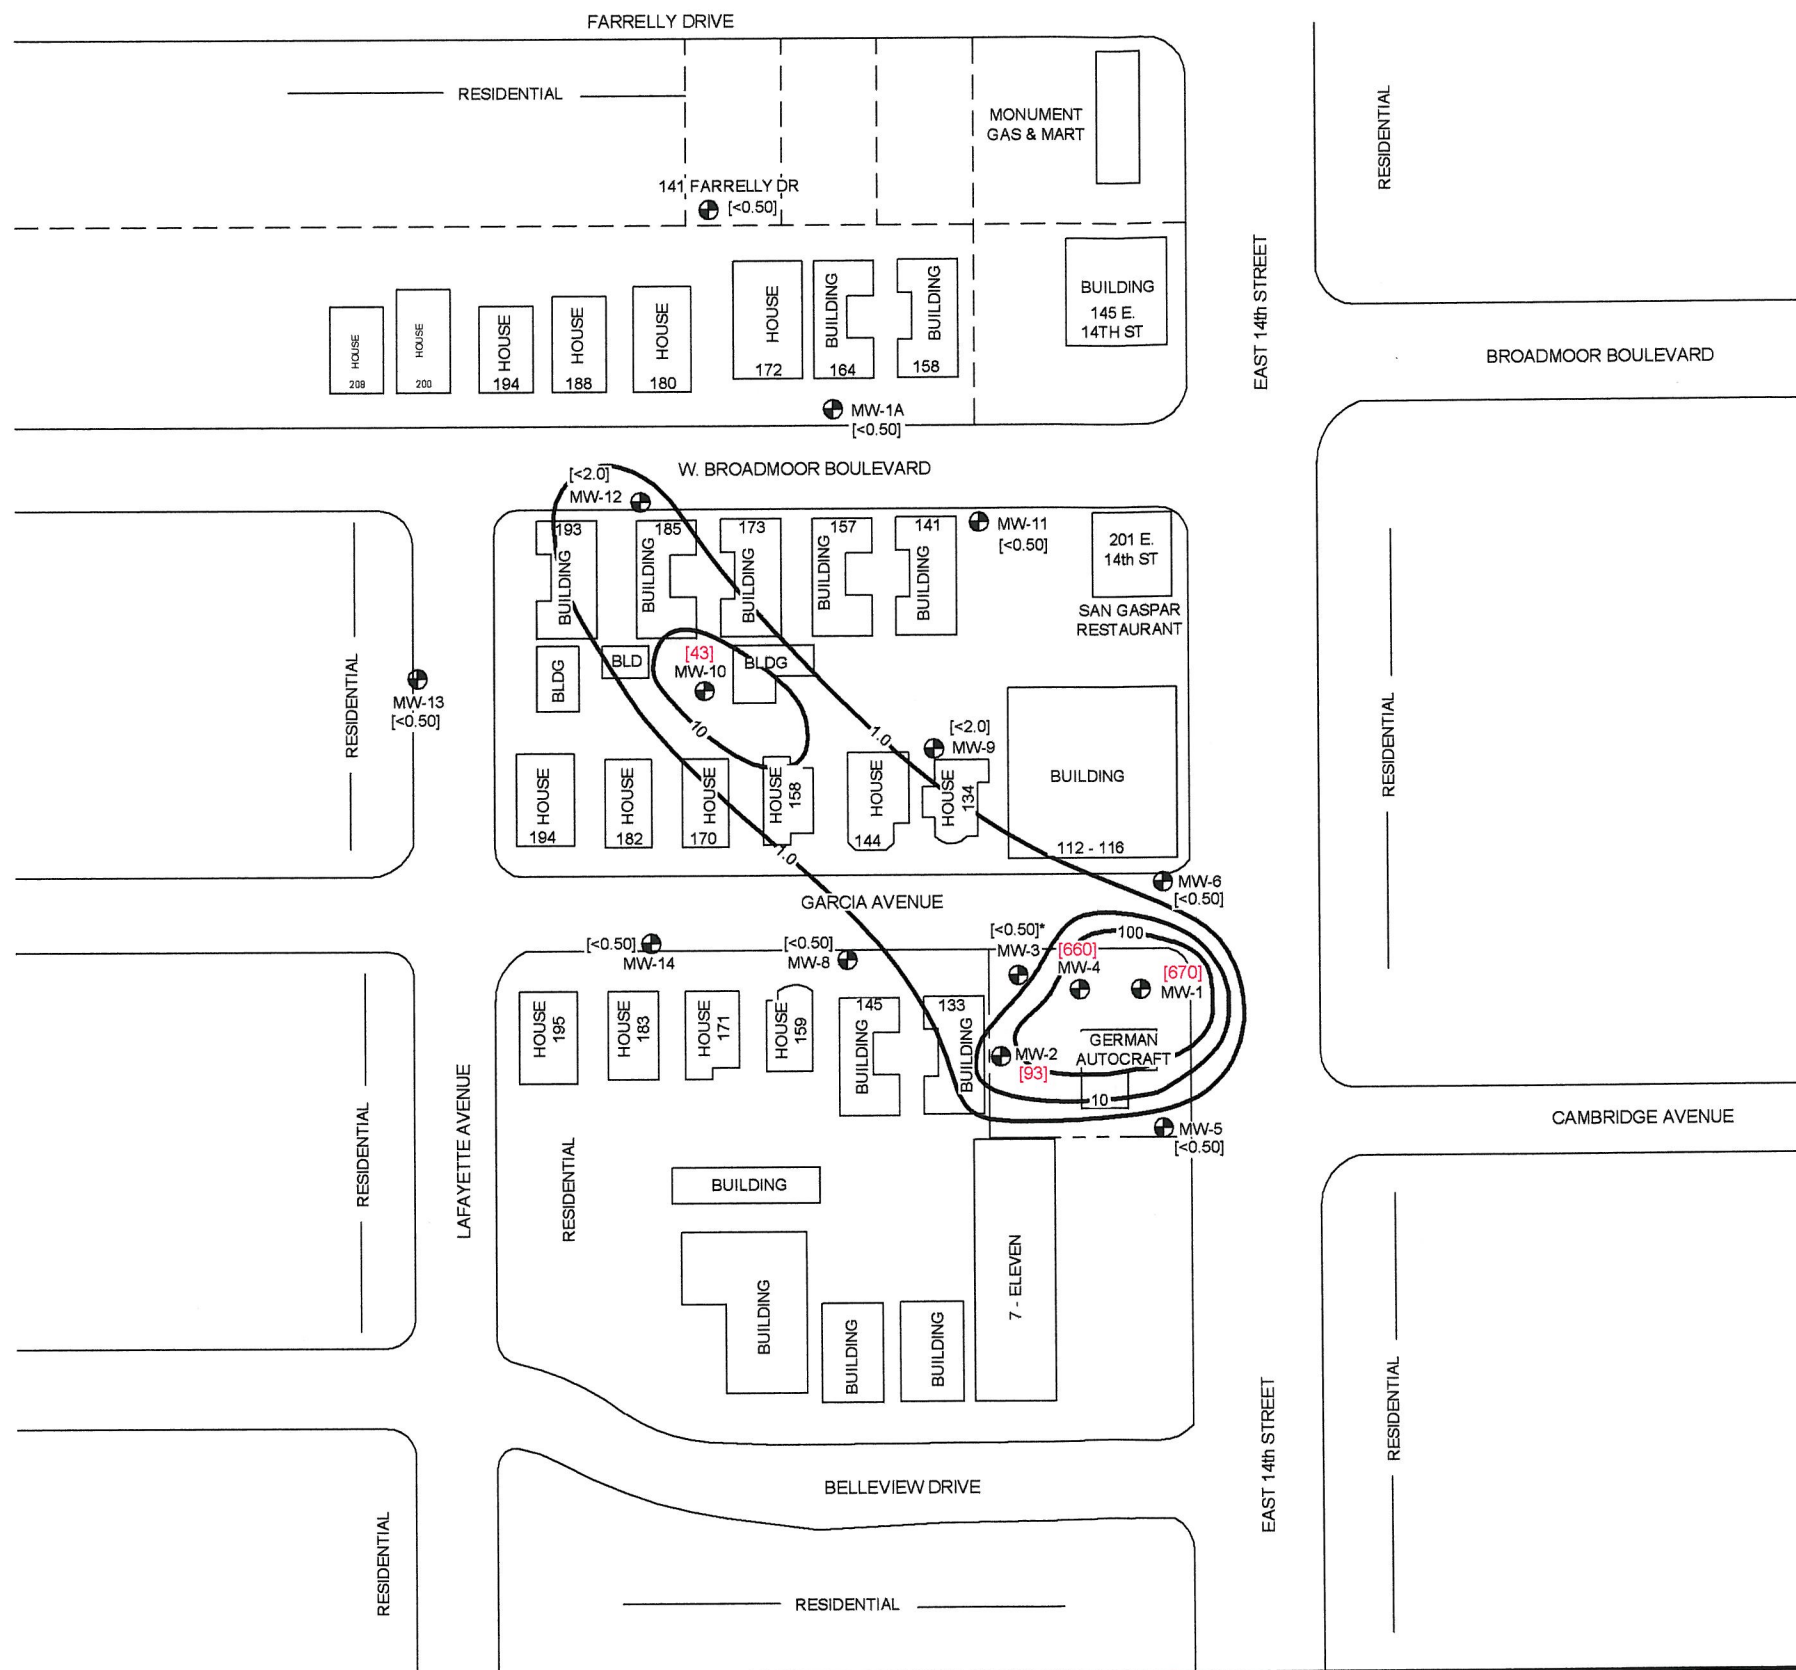 FARRELLY DRIVE
RESIDENTIAL
MONUMENT
GAS & MART
RESIDENTIAL
141 FARRELLY DR
[<0.50]
EAST 14th STREET
BUILDING
145 E.
14TH ST
HOUSE
208
HOUSE
200
HOUSE
194
HOUSE
188
HOUSE
180
HOUSE
172
BUILDING
164
BUILDING
158
BROADMOOR BOULEVARD
MW-1A
[<0.50]
W. BROADMOOR BOULEVARD
[<2.0]
MW-12
193
BUILDING
185
BUILDING
173
BUILDING
157
BUILDING
141
BUILDING
MW-11
[<0.50]
201 E.
14th ST
SAN GASPAR
RESTAURANT
RESIDENTIAL
MW-13
[<0.50]
BLDG
BLD
[43]
MW-10
BLDG
10
1.0
[<2.0]
MW-9
RESIDENTIAL
BUILDING
112 - 116
HOUSE
194
HOUSE
182
HOUSE
170
HOUSE
158
HOUSE
144
HOUSE
134
1.0
MW-6
[<0.50]
GARCIA AVENUE
[<0.50]
MW-14
[<0.50]
MW-8
[<0.50]*
MW-3
[660]
MW-4
100
[670]
MW-1
HOUSE
195
HOUSE
183
HOUSE
171
HOUSE
159
145
BUILDING
133
BUILDING
MW-2
[93]
GERMAN
AUTOCRAFT
10
MW-5
[<0.50]
CAMBRIDGE AVENUE
RESIDENTIAL
LAFAYETTE AVENUE
RESIDENTIAL
BUILDING
BUILDING
BUILDING
BUILDING
7 - ELEVEN
EAST 14th STREET
RESIDENTIAL
BELLEVIEW DRIVE
RESIDENTIAL
RESIDENTIAL